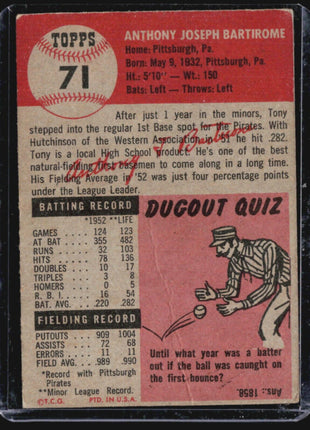 TOPPS
71
ANTHONY JOSEPH BARTIROME
Home: Pittsburgh, Pa.
Born: May 9, 1932, Pittsburgh, Pa.
Ht: 5'10" - Wt: 150
Bats: Left - Throws: Left
After just 1 year in the minors, Tony
stepped into the regular 1st Base spot for the Pirates. With
Hutchinson of the Western Association in '51 he hit .282.
Tony is a local High School product. He's one of the best
natural-fielding 1st basemen to come along in a long time.
His Fielding Average in '52 was just four percentage points
under the League Leader.
Anthony J. Bartirome
BATTING RECORD
*1952 **LIFE
GAMES 124 123
AT BAT 355 482
RUNS 32 103
HITS 78 136
DOUBLES 10 17
TRIPLES 3 8
HOMERS 0 5
R. B. I. 16 54
BAT AVG. .220 .282
FIELDING RECORD
PUTOUTS 909 1004
ASSISTS 72 68
ERRORS 11 11
FIELD AVG. .989 .990
*Record with Pittsburgh
Pirates
**Minor League Record.
©T.C.G. PTD. IN U.S.A.
DUGOUT QUIZ
Until what year was a batter
out if the ball was caught on
the first bounce?
Ans.: 1858.